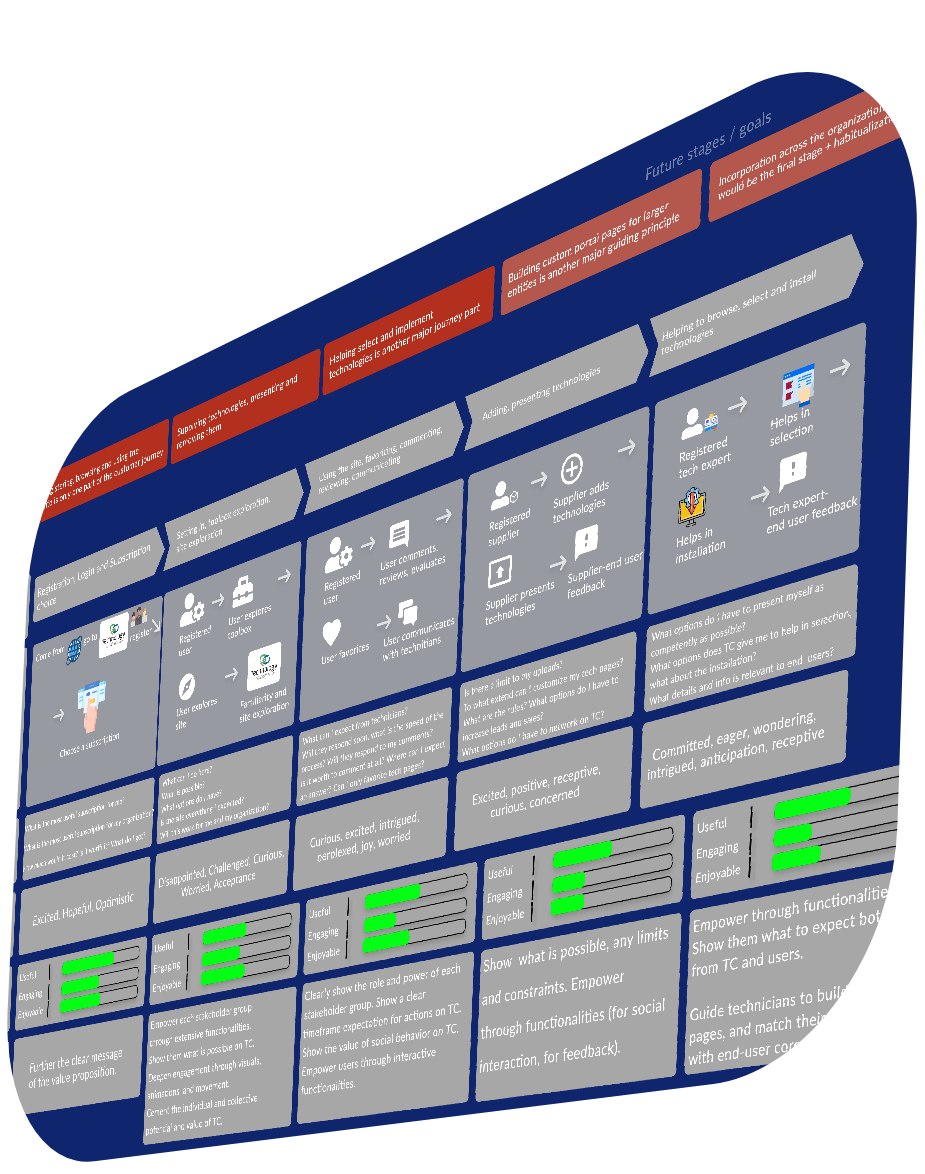 Future stages / goals
Incorporation across the organization
would be the final stage + habitualizati
Building custom portal pages for larger
entities is another major guiding principle
Helping select and implement
technologies is another major journey part
Supplying technologies, presenting and
removing them
browsing and using the
is only one part of the customer journey
Registration, Login and Subscription
choice
Setting in, toolbox exploration,
site exploration
Using the site, favoriting, commenting,
reviewing, communicating
Adding, presenting technologies
Helping to browse, select and install
technologies
Come from
go to
register
Choose a subscription
Registered
user
User explores
toolbox
User explores
site
Familiarity and
site exploration
Registered
user
User comments,
reviews, evaluates
User favorites
User communicates
with technitians
Registered
supplier
Supplier adds
technologies
Supplier presents
technologies
Supplier-end user
feedback
Registered
tech expert
Helps in
selection
Helps in
installation
Tech expert-
end user feedback
What is the most useful subscription for me?
What is the most useful subscription for my organization?
How much would it cost? Is it worth it? What do I get?
What can I do here?
What is possible?
What options do I have?
Is the site everything I expected?
Will this work for me and my organization?
What can I expect from technicians?
Will they respond soon, what is the speed of the
process? Will they respond to my comments?
Is it worth to comment at all? Where can I expect
an answer? Can I only favorite tech pages?
Is there a limit to my uploads?
To what extend can I customize my tech pages?
What are the rules? What options do I have to
increase leads and sales?
What options do I have to network on TC?
What options do I have to present myself as
competently as possible?
What options does TC give me to help in selection,
what about the installation?
What details and info is relevant to end users?
Excited, Hopeful, Optimistic
Disappointed, Challenged, Curious,
Worried, Acceptance
Curious, excited, intrigued,
perplexed, joy, worried
Excited, positive, receptive,
curious, concerned
Committed, eager, wondering,
intrigued, anticipation, receptive
Useful
Engaging
Enjoyable
Useful
Engaging
Enjoyable
Useful
Engaging
Enjoyable
Useful
Engaging
Enjoyable
Useful
Engaging
Enjoyable
Further the clear message
of the value proposition.
Empower each stakeholder group
through extensive functionalities.
Show them what is possible on TC.
Deepen engagement through visuals,
animations, and movement.
Cement the individual and collective
potential and value of TC.
Clearly show the role and power of each
stakeholder group. Show a clear
timeframe expectation for actions on TC.
Show the value of social behavior on TC.
Empower users through interactive
functionalities.
Show what is possible, any limits
and constraints. Empower
through functionalities (for social
interaction, for feedback).
Empower through functionalitie
Show them what to expect bot
from TC and users.
Guide technicians to buil
pages, and match their
with end-user cor